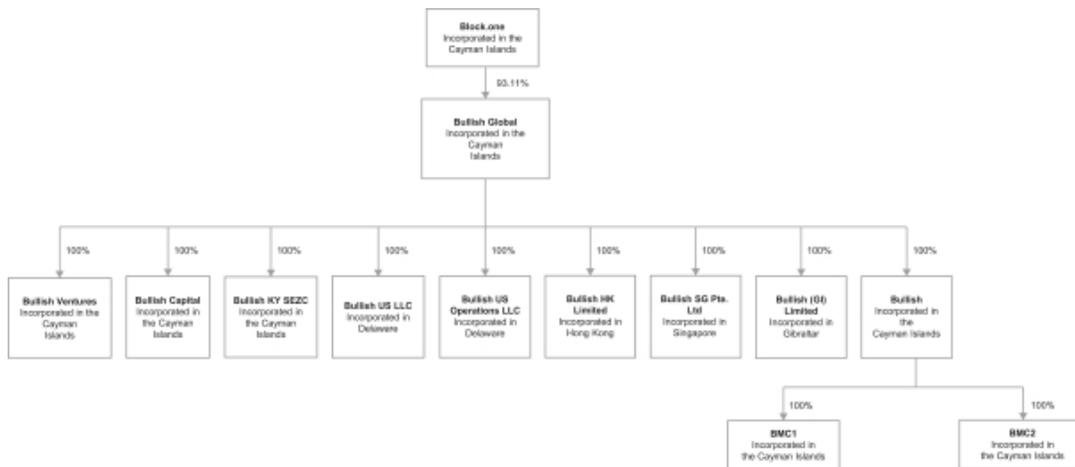 Block.one
Incorporated in the
Cayman Islands
93.11%
Bullish Global
Incorporated in the
Cayman
Islands
100%
100%
100%
100%
100%
100%
100%
100%
100%
Bullish Ventures
Incorporated in the
Cayman
Islands
Bullish Capital
Incorporated in
the Cayman
Islands
Bullish KY SEZC
Incorporated in
the Cayman
Islands
Bullish US LLC
Incorporated in
Delaware
Bullish US
Operations LLC
Incorporated in
Delaware
Bullish HK
Limited
Incorporated in
Hong Kong
Bullish SG Pte.
Ltd
Incorporated in
Singapore
Bullish (GI)
Limited
Incorporated in
Gibraltar
Bullish
Incorporated in
the
Cayman Islands
100%
100%
BMC1
Incorporated in
the Cayman Islands
BMC2
Incorporated in
the Cayman Islands